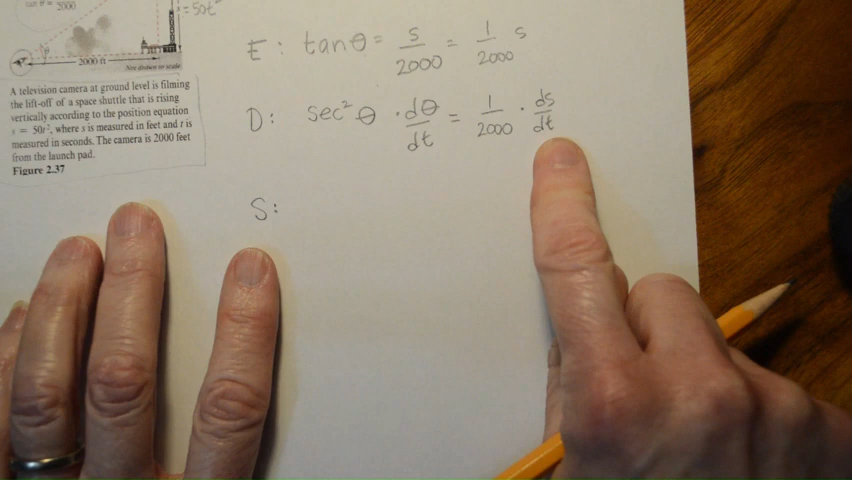 2000
= 50t²
2000 ft
Not drawn to scale
A television camera at ground level is filming
the lift-off of a space shuttle that is rising
vertically according to the position equation
s = 50t², where s is measured in feet and t is
measured in seconds. The camera is 2000 feet
from the launch pad.
Figure 2.37
E: tanθ = s/2000 = 1/2000 s
D: sec²θ · dθ/dt = 1/2000 · ds/dt
S: